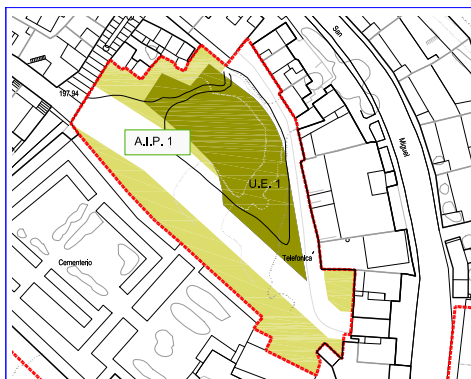 San
197.94
A.I.P. 1
Miguel
U.E. 1
Cementerio
Telefonica